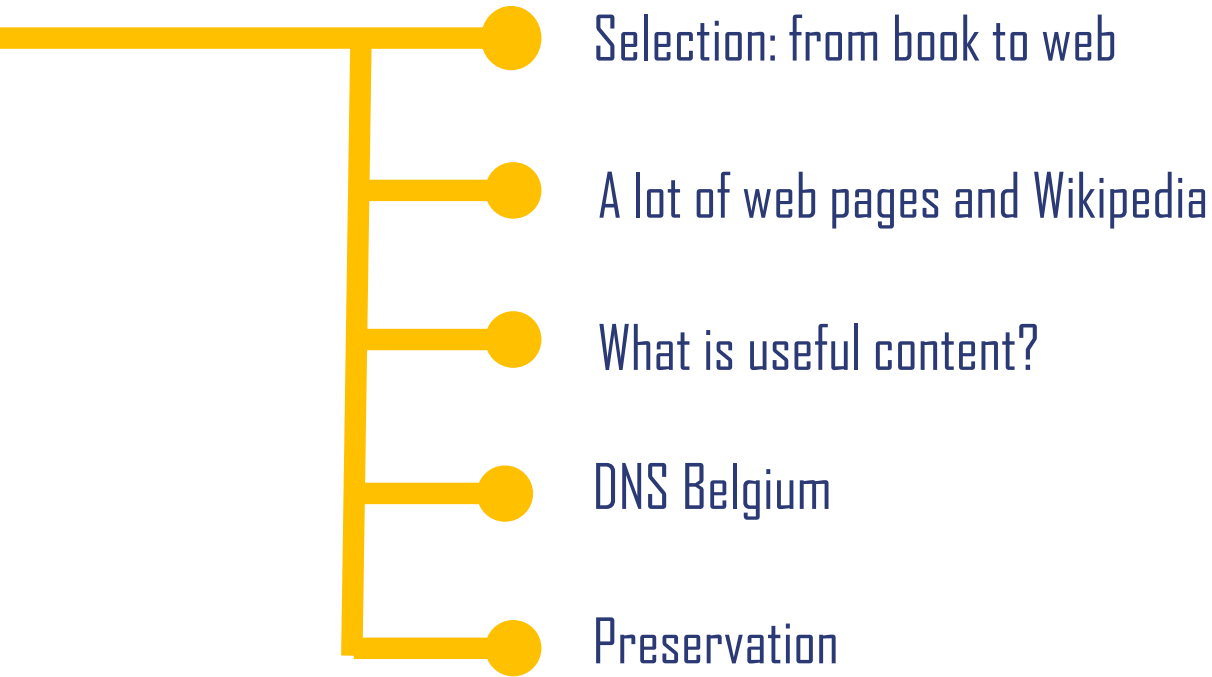 Selection: from book to web
A lot of web pages and Wikipedia
What is useful content?
DNS Belgium
Preservation